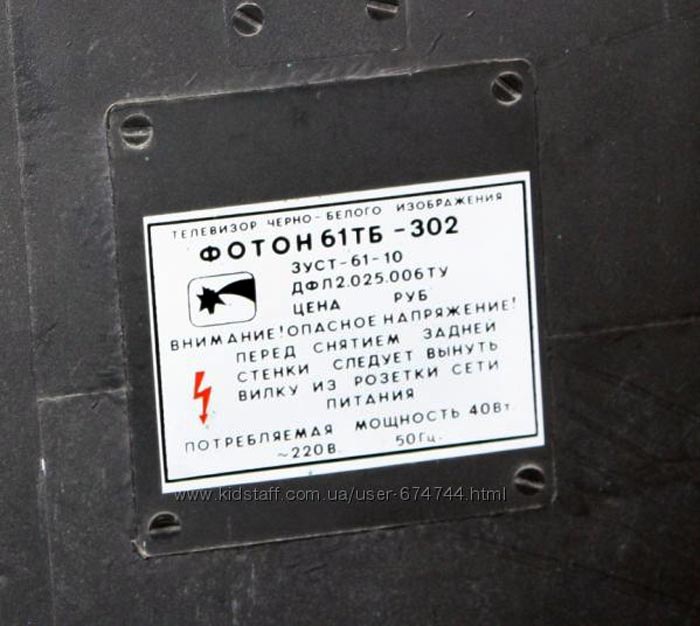 ТЕЛЕВИЗОР ЧЕРНО-БЕЛОГО ИЗОБРАЖЕНИЯ
ФОТОН 61ТБ-302
3УСТ-61-10
ДФЛ2.025.006ТУ
ЦЕНА РУБ
ВНИМАНИЕ! ОПАСНОЕ НАПРЯЖЕНИЕ!
ПЕРЕД СНЯТИЕМ ЗАДНЕЙ
СТЕНКИ СЛЕДУЕТ ВЫНУТЬ
ВИЛКУ ИЗ РОЗЕТКИ СЕТИ
ПИТАНИЯ
ПОТРЕБЛЯЕМАЯ МОЩНОСТЬ 40Вт.
~220В 50Гц.
www.kidstaff.com.ua/user-674744.html